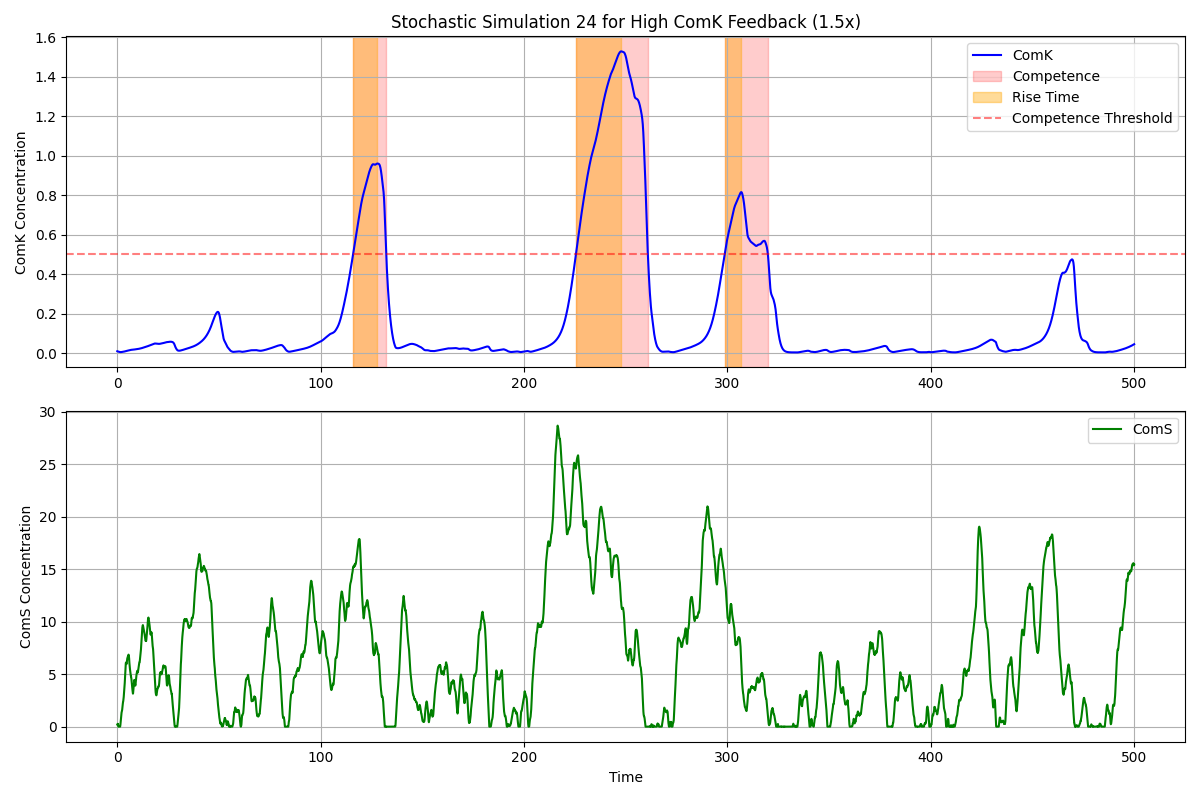 Stochastic Simulation 24 for High ComK Feedback (1.5x)
ComK Concentration
1.6
1.4
1.2
1.0
0.8
0.6
0.4
0.2
0.0
ComK
Competence
Rise Time
Competence Threshold
0 100 200 300 400 500
ComS Concentration
30
25
20
15
10
5
0
ComS
0 100 200 300 400 500
Time